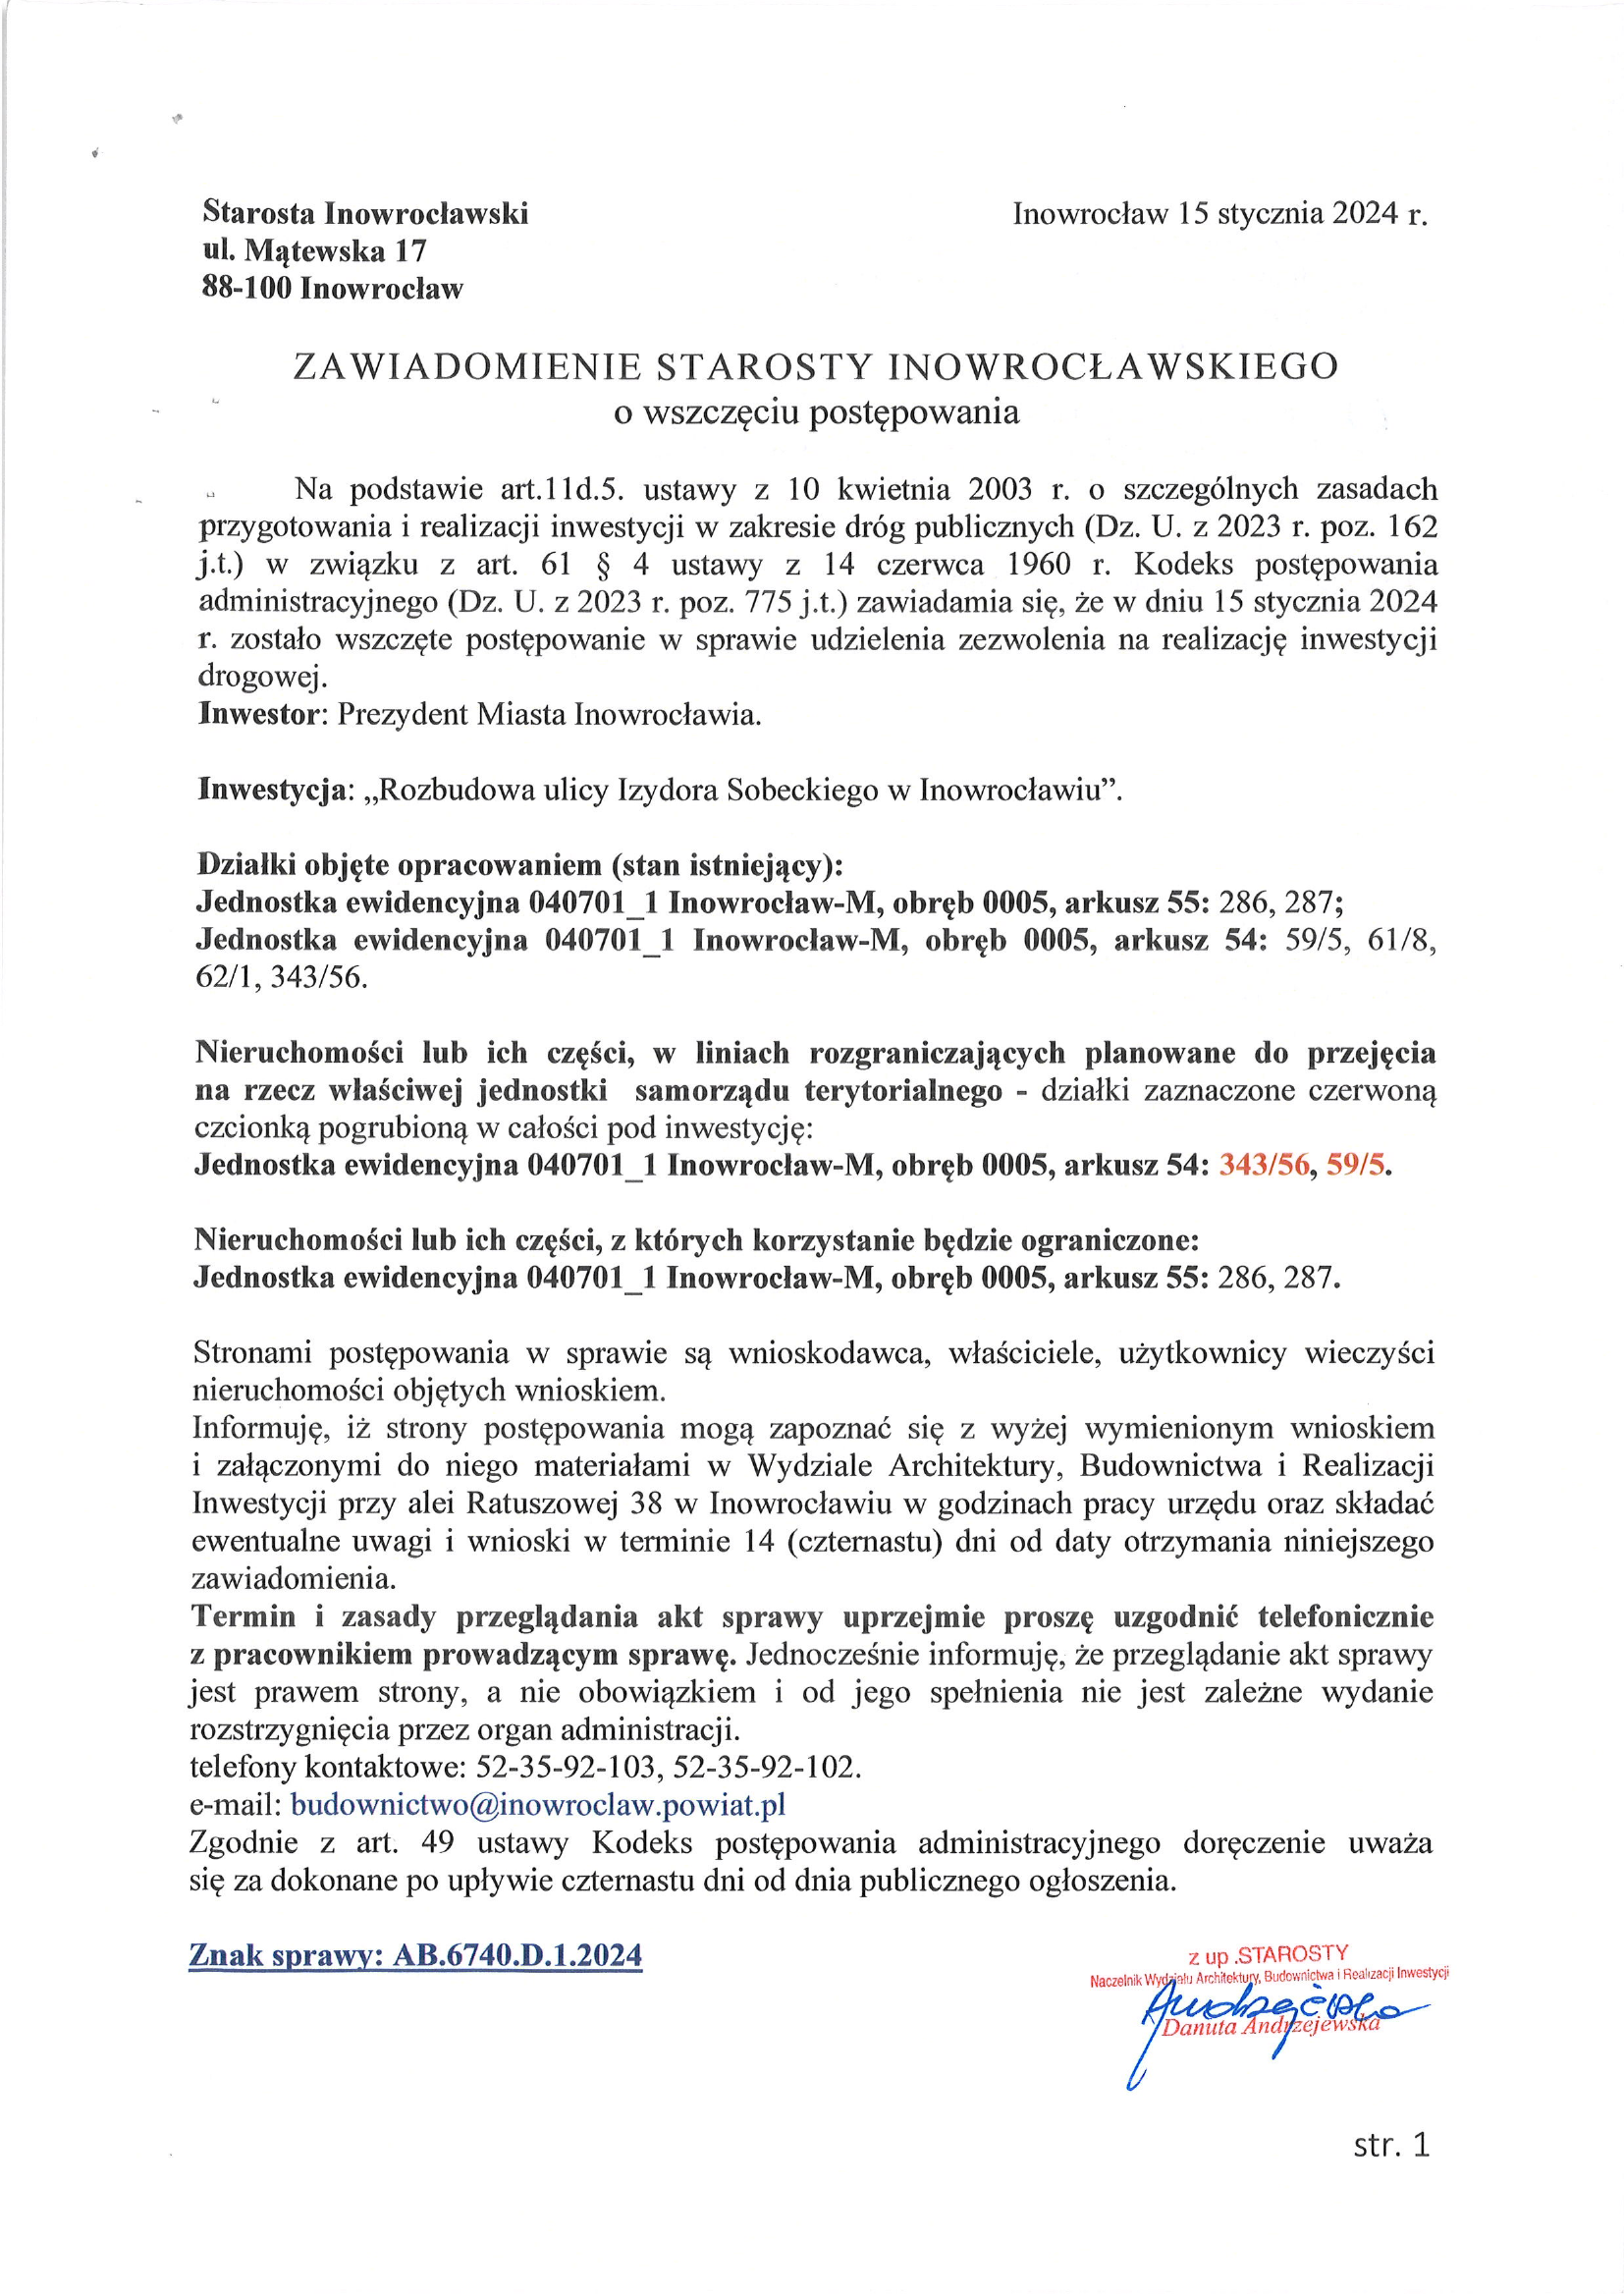 Starosta Inowrocławski
Inowrocław 15 stycznia 2024 r.
ul. Mątewska 17
88-100 Inowrocław
ZAWIADOMIENIE STAROSTY INOWROCŁAWSKIEGO
o wszczęciu postępowania
Na podstawie art.11d.5. ustawy z 10 kwietnia 2003 r. o szczególnych zasadach
przygotowania i realizacji inwestycji w zakresie dróg publicznych (Dz. U. z 2023 r. poz. 162
j.t.) w związku z art. 61 § 4 ustawy z 14 czerwca 1960 r. Kodeks postępowania
administracyjnego (Dz. U. z 2023 r. poz. 775 j.t.) zawiadamia się, że w dniu 15 stycznia 2024
r. zostało wszczęte postępowanie w sprawie udzielenia zezwolenia na realizację inwestycji
drogowej.
Inwestor: Prezydent Miasta Inowrocławia.
Inwestycja: „Rozbudowa ulicy Izydora Sobeckiego w Inowrocławiu”.
Działki objęte opracowaniem (stan istniejący):
Jednostka ewidencyjna 040701_1 Inowrocław-M, obręb 0005, arkusz 55: 286, 287;
Jednostka ewidencyjna 040701_1 Inowrocław-M, obręb 0005, arkusz 54: 59/5, 61/8,
62/1, 343/56.
Nieruchomości lub ich części, w liniach rozgraniczających planowane do przejęcia
na rzecz właściwej jednostki samorządu terytorialnego - działki zaznaczone czerwoną
czcionką pogrubioną w całości pod inwestycję:
Jednostka ewidencyjna 040701_1 Inowrocław-M, obręb 0005, arkusz 54: 343/56, 59/5.
Nieruchomości lub ich części, z których korzystanie będzie ograniczone:
Jednostka ewidencyjna 040701_1 Inowrocław-M, obręb 0005, arkusz 55: 286, 287.
Stronami postępowania w sprawie są wnioskodawca, właściciele, użytkownicy wieczyści
nieruchomości objętych wnioskiem.
Informuję, iż strony postępowania mogą zapoznać się z wyżej wymienionym wnioskiem
i załączonymi do niego materiałami w Wydziale Architektury, Budownictwa i Realizacji
Inwestycji przy alei Ratuszowej 38 w Inowrocławiu w godzinach pracy urzędu oraz składać
ewentualne uwagi i wnioski w terminie 14 (czternastu) dni od daty otrzymania niniejszego
zawiadomienia.
Termin i zasady przeglądania akt sprawy uprzejmie proszę uzgodnić telefonicznie
z pracownikiem prowadzącym sprawę. Jednocześnie informuję, że przeglądanie akt sprawy
jest prawem strony, a nie obowiązkiem i od jego spełnienia nie jest zależne wydanie
rozstrzygnięcia przez organ administracji.
telefony kontaktowe: 52-35-92-103, 52-35-92-102.
e-mail: budownictwo@inowroclaw.powiat.pl
Zgodnie z art. 49 ustawy Kodeks postępowania administracyjnego doręczenie uważa
się za dokonane po upływie czternastu dni od dnia publicznego ogłoszenia.
Znak sprawy: AB.6740.D.1.2024
z up .STAROSTY
Naczelnik Wydziału Architektury, Budownictwa i Realizacji Inwestycji
Danuta Andrzejewska
str. 1